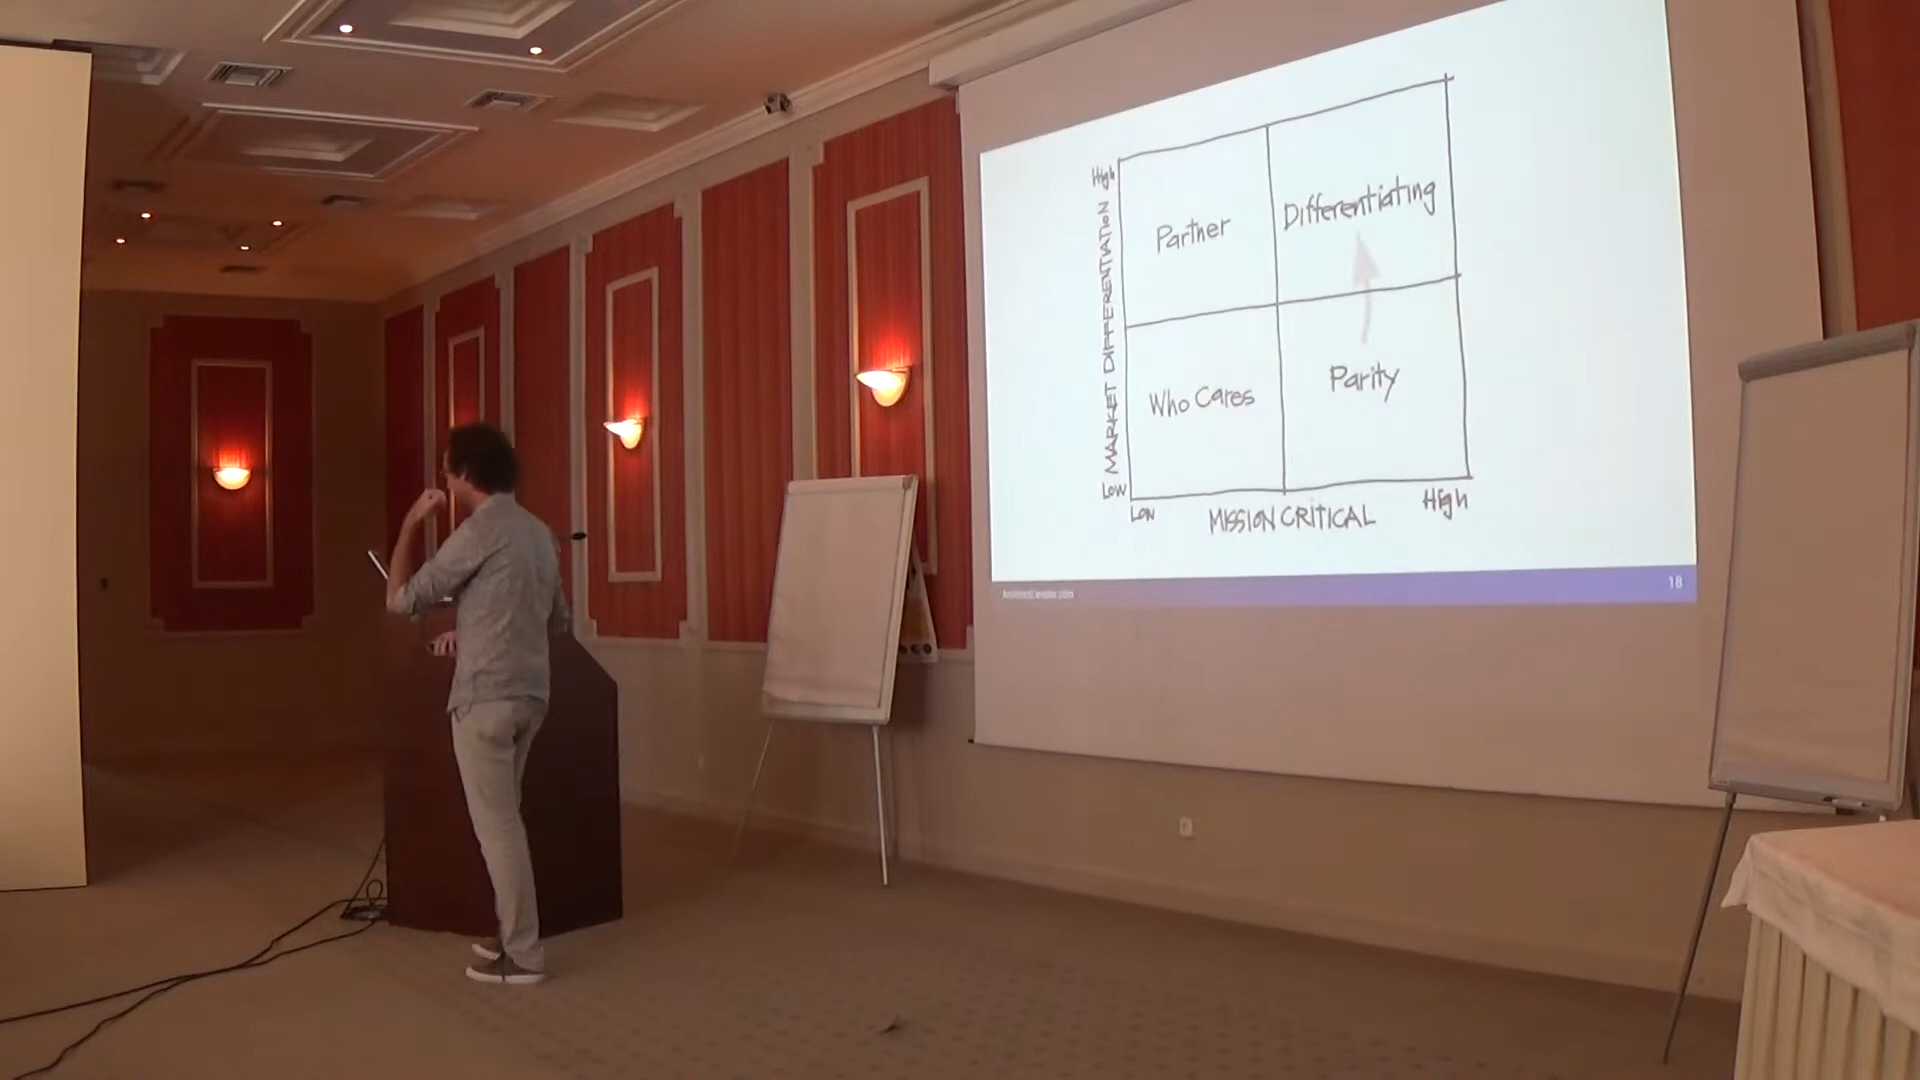 High
Partner
Differentiating
MARKET DIFFERENTIATION
Who Cares
Parity
Low
Low
MISSION CRITICAL
High
18